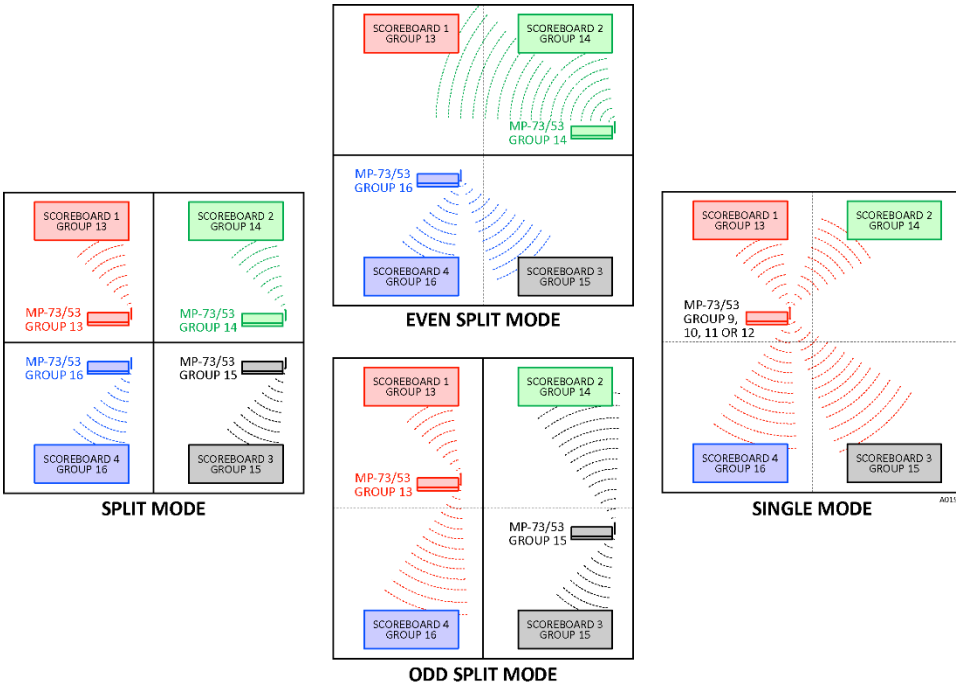 SCOREBOARD 1
GROUP 13
SCOREBOARD 2
GROUP 14
MP-73/53
GROUP 14
MP-73/53
GROUP 16
SCOREBOARD 4
GROUP 16
SCOREBOARD 3
GROUP 15
EVEN SPLIT MODE
SCOREBOARD 1
GROUP 13
SCOREBOARD 2
GROUP 14
MP-73/53
GROUP 13
MP-73/53
GROUP 14
MP-73/53
GROUP 16
MP-73/53
GROUP 15
SCOREBOARD 4
GROUP 16
SCOREBOARD 3
GROUP 15
SPLIT MODE
SCOREBOARD 1
GROUP 13
SCOREBOARD 2
GROUP 14
MP-73/53
GROUP 9,
10, 11 OR 12
SCOREBOARD 4
GROUP 16
SCOREBOARD 3
GROUP 15
SINGLE MODE
SCOREBOARD 1
GROUP 13
SCOREBOARD 2
GROUP 14
MP-73/53
GROUP 13
MP-73/53
GROUP 15
SCOREBOARD 4
GROUP 16
SCOREBOARD 3
GROUP 15
ODD SPLIT MODE